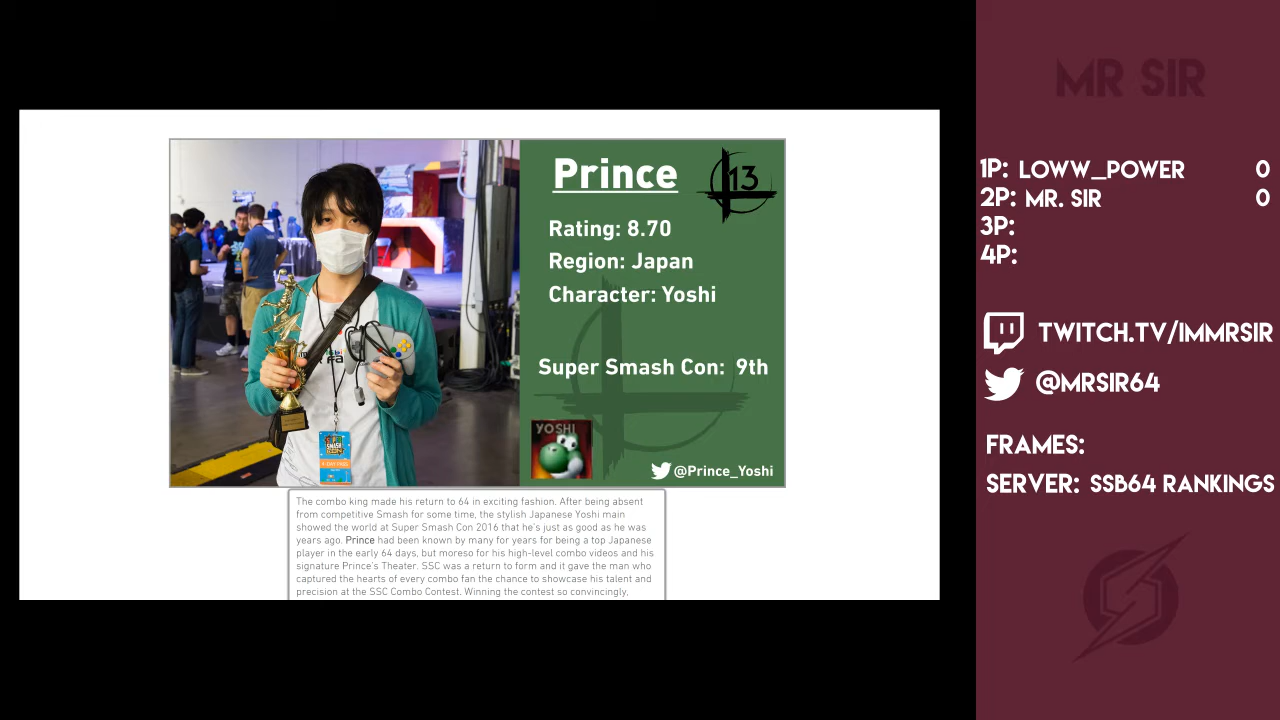 MR SIR
Prince
13
Rating: 8.70
Region: Japan
Character: Yoshi
Super Smash Con: 9th
YOSHI
@Prince_Yoshi
The combo king made his return to 64 in exciting fashion. After being absent
from competitive Smash for some time, the stylish Japanese Yoshi main
showed the world at Super Smash Con 2016 that he's just as good as he was
years ago. Prince had been known by many for years for being a top Japanese
player in the early 64 days, but moreso for his high-level combo videos and his
signature Prince's Theater. SSC was a return to form and it gave the man who
captured the hearts of every combo fan the chance to showcase his talent and
precision at the SSC Combo Contest. Winning the contest so convincingly,
1P: LOWW_POWER 0
2P: MR. SIR 0
3P:
4P:
TWITCH.TV/IMMRSIR
@MRSIR64
FRAMES:
SERVER: SSB64 RANKINGS